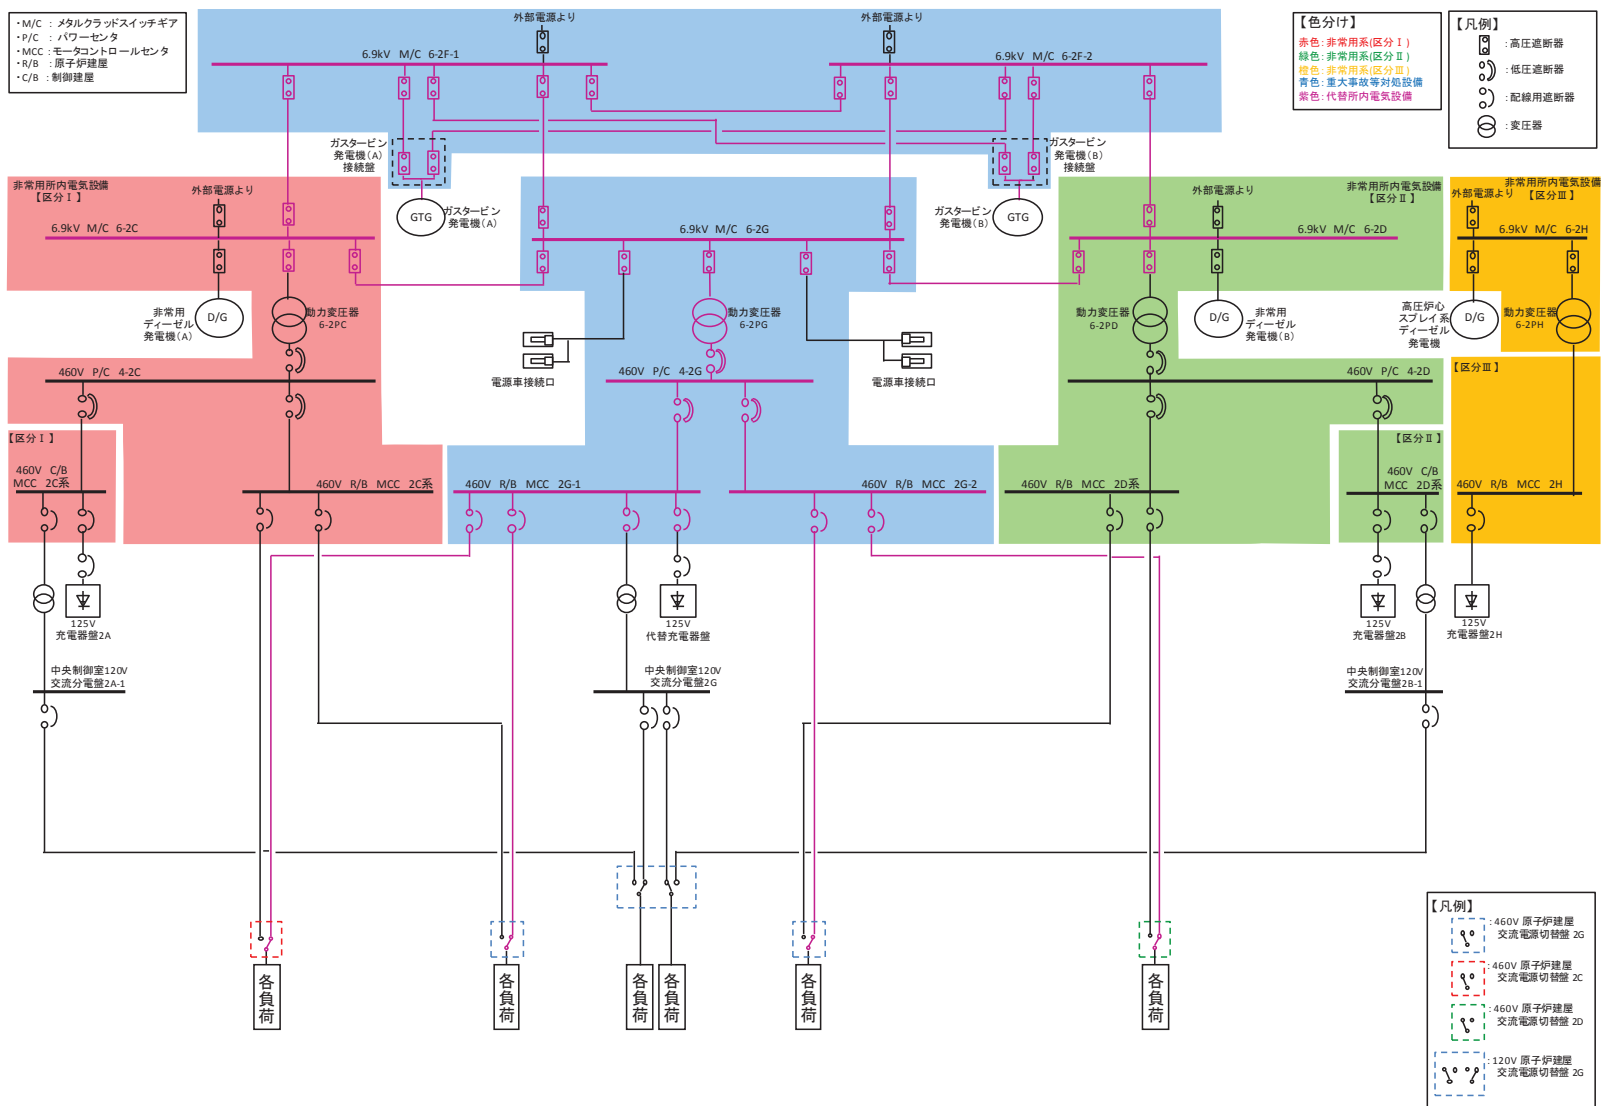 ・M/C ：メタルクラッドスイッチギア
・P/C ：パワーセンタ
・MCC：モータコントロールセンタ
・R/B ：原子炉建屋
・C/B ：制御建屋
外部電源より
外部電源より
6.9kV M/C 6-2F-1
6.9kV M/C 6-2F-2
【色分け】
赤色：非常用系(区分Ⅰ)
緑色：非常用系(区分Ⅱ)
橙色：非常用系(区分Ⅲ)
青色：重大事故等対処設備
紫色：代替所内電気設備
【凡例】
：高圧遮断器
：低圧遮断器
：配線用遮断器
：変圧器
ガスタービン
発電機(A)
接続盤
ガスタービン
発電機(B)
接続盤
非常用所内電気設備
【区分Ⅰ】
外部電源より
6.9kV M/C 6-2C
GTG
ガスタービン
発電機(A)
6.9kV M/C 6-2G
ガスタービン
発電機(B)
GTG
外部電源より
非常用所内電気設備
【区分Ⅱ】
6.9kV M/C 6-2D
非常用所内電気設備
外部電源より
【区分Ⅲ】
6.9kV M/C 6-2H
非常用
ディーゼル
発電機(A)
D/G
動力変圧器
6-2PC
動力変圧器
6-2PG
動力変圧器
6-2PD
D/G
非常用
ディーゼル
発電機(B)
高圧炉心
スプレイ系
ディーゼル
発電機
D/G
動力変圧器
6-2PH
460V P/C 4-2C
電源車接続口
460V P/C 4-2G
電源車接続口
460V P/C 4-2D
【区分Ⅲ】
【区分Ⅰ】
460V C/B
MCC 2C系
460V R/B MCC 2C系
460V R/B MCC 2G-1
460V R/B MCC 2G-2
460V R/B MCC 2D系
【区分Ⅱ】
460V C/B
MCC 2D系
460V R/B MCC 2H
125V
充電器盤2A
125V
代替充電器盤
125V
充電器盤2B
125V
充電器盤2H
中央制御室120V
交流分電盤2A-1
中央制御室120V
交流分電盤2G
中央制御室120V
交流分電盤2B-1
各負荷
各負荷
各負荷
各負荷
各負荷
各負荷
【凡例】
：460V 原子炉建屋
交流電源切替盤 2G
：460V 原子炉建屋
交流電源切替盤 2C
：460V 原子炉建屋
交流電源切替盤 2D
：120V 原子炉建屋
交流電源切替盤 2G